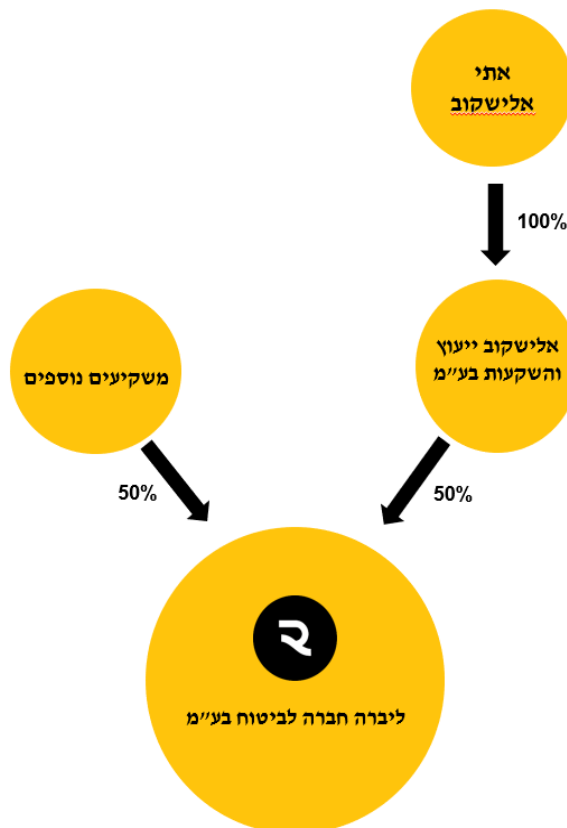 אתי
אלישקוב
100%
אלישקוב ייעוץ
והשקעות בע״מ
משקיעים נוספים
50%
50%
ליברה חברה לביטוח בע״מ